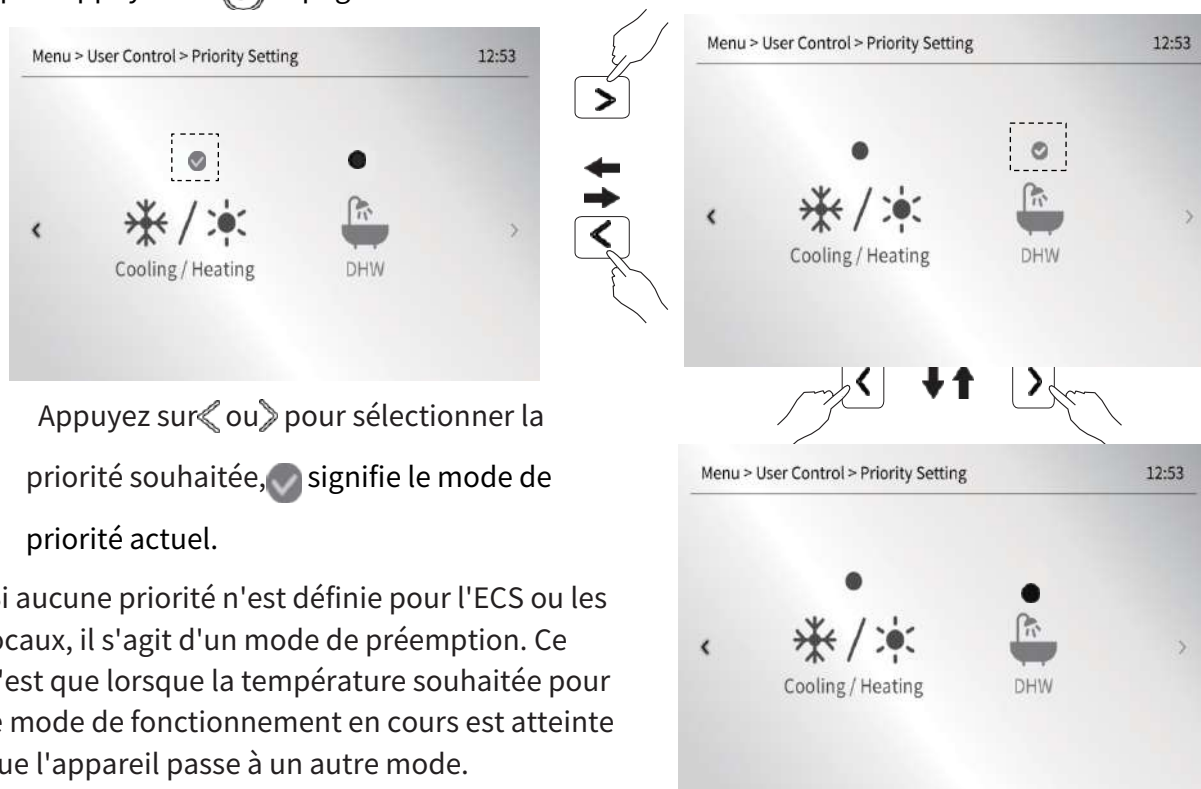 Menu > User Control > Priority Setting 12:53
Cooling / Heating DHW
Menu > User Control > Priority Setting 12:53
Cooling / Heating DHW
Appuyez sur < ou > pour sélectionner la
priorité souhaitée, signifie le mode de
priorité actuel.
i aucune priorité n'est définie pour l'ECS ou les
ocaux, il s'agit d'un mode de préemption. Ce
'est que lorsque la température souhaitée pour
e mode de fonctionnement en cours est atteinte
ue l'appareil passe à un autre mode.
Menu > User Control > Priority Setting 12:53
Cooling / Heating DHW